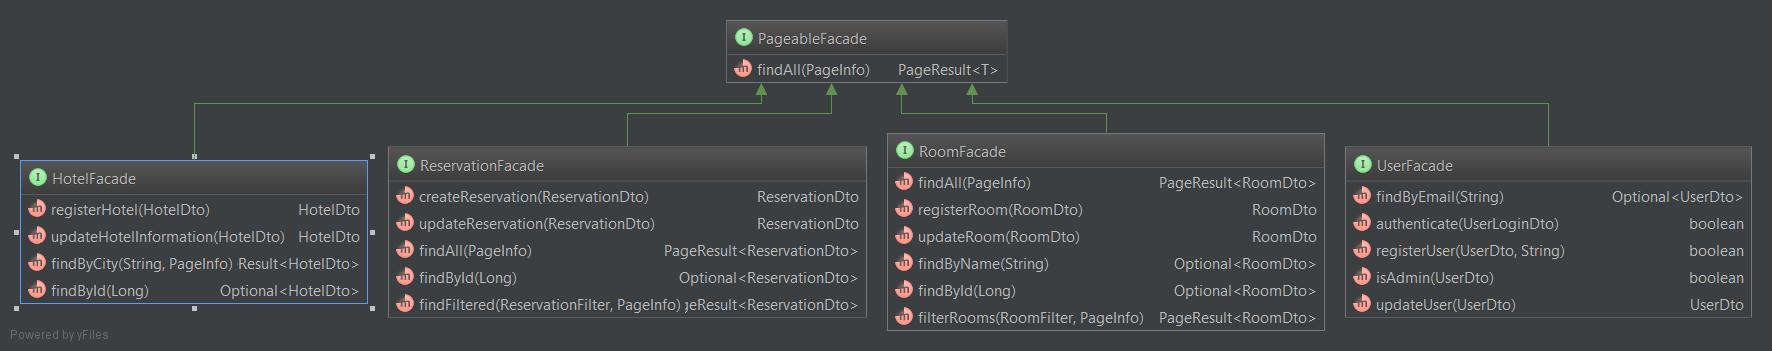 I PageableFacade
m findAll(PageInfo) PageResult<T>
I HotelFacade
m registerHotel(HotelDto) HotelDto
m updateHotelInformation(HotelDto) HotelDto
m findByCity(String, PageInfo) Result<HotelDto>
m findById(Long) Optional<HotelDto>
I ReservationFacade
m createReservation(ReservationDto) ReservationDto
m updateReservation(ReservationDto) ReservationDto
m findAll(PageInfo) PageResult<ReservationDto>
m findById(Long) Optional<ReservationDto>
m findFiltered(ReservationFilter, PageInfo) geResult<ReservationDto>
I RoomFacade
m findAll(PageInfo) PageResult<RoomDto>
m registerRoom(RoomDto) RoomDto
m updateRoom(RoomDto) RoomDto
m findByName(String) Optional<RoomDto>
m findById(Long) Optional<RoomDto>
m filterRooms(RoomFilter, PageInfo) PageResult<RoomDto>
I UserFacade
m findByEmail(String) Optional<UserDto>
m authenticate(UserLoginDto) boolean
m registerUser(UserDto, String) boolean
m isAdmin(UserDto) boolean
m updateUser(UserDto) UserDto
Powered by yFiles